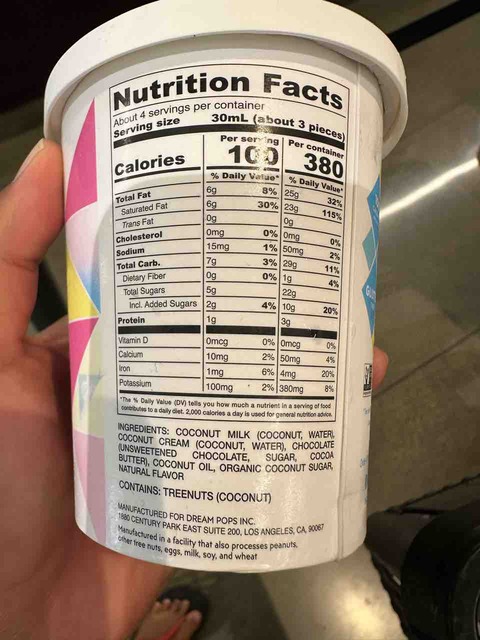 Nutrition Facts
About 4 servings per container
Serving size 30mL (about 3 pieces)
Per serving Per container
Calories 100 380
% Daily Value* % Daily Value*
Total Fat 6g 8% 25g 32%
Saturated Fat 6g 30% 23g 115%
Trans Fat 0g 0g
Cholesterol 0mg 0% 0mg 0%
Sodium 15mg 1% 50mg 2%
Total Carb. 7g 3% 29g 11%
Dietary Fiber 0g 0% 1g 4%
Total Sugars 5g 22g
Incl. Added Sugars 2g 4% 10g 20%
Protein 1g 3g
Vitamin D 0mcg 0% 0mcg 0%
Calcium 10mg 2% 50mg 4%
Iron 1mg 6% 4mg 20%
Potassium 100mg 2% 380mg 8%
*The % Daily Value (DV) tells you how much a nutrient in a serving of food
contributes to a daily diet. 2,000 calories a day is used for general nutrition advice.
INGREDIENTS: COCONUT MILK (COCONUT, WATER),
COCONUT CREAM (COCONUT, WATER), CHOCOLATE
(UNSWEETENED CHOCOLATE, SUGAR, COCOA
BUTTER), COCONUT OIL, ORGANIC COCONUT SUGAR,
NATURAL FLAVOR
CONTAINS: TREENUTS (COCONUT)
MANUFACTURED FOR DREAM POPS INC.
1880 CENTURY PARK EAST SUITE 200, LOS ANGELES, CA, 90067
Manufactured in a facility that also processes peanuts,
other tree nuts, eggs, milk, soy, and wheat